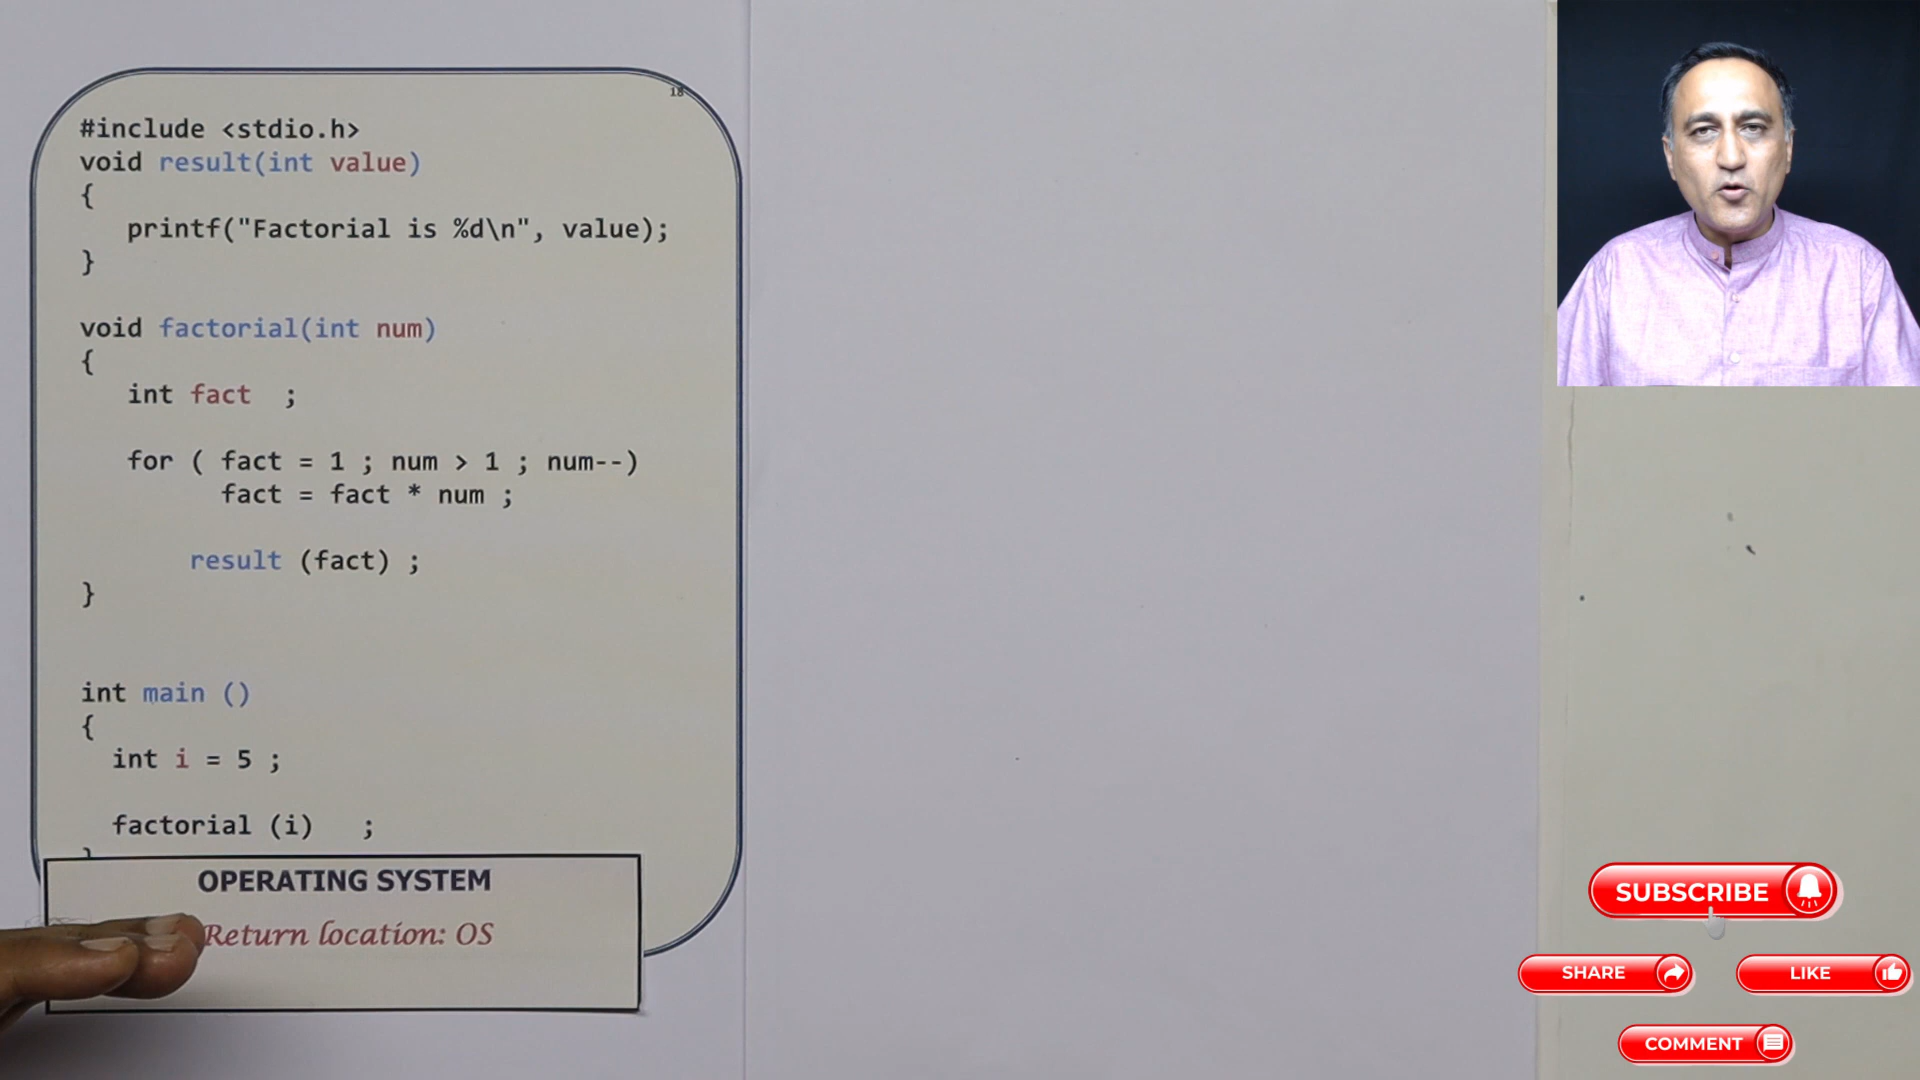 18
#include <stdio.h>
void result(int value)
{
printf("Factorial is %d\n", value);
}
void factorial(int num)
{
int fact ;
for ( fact = 1 ; num > 1 ; num--)
fact = fact * num ;
result (fact) ;
}
int main ()
{
int i = 5 ;
factorial (i) ;
}
OPERATING SYSTEM
Return location: OS
SUBSCRIBE
SHARE
LIKE
COMMENT